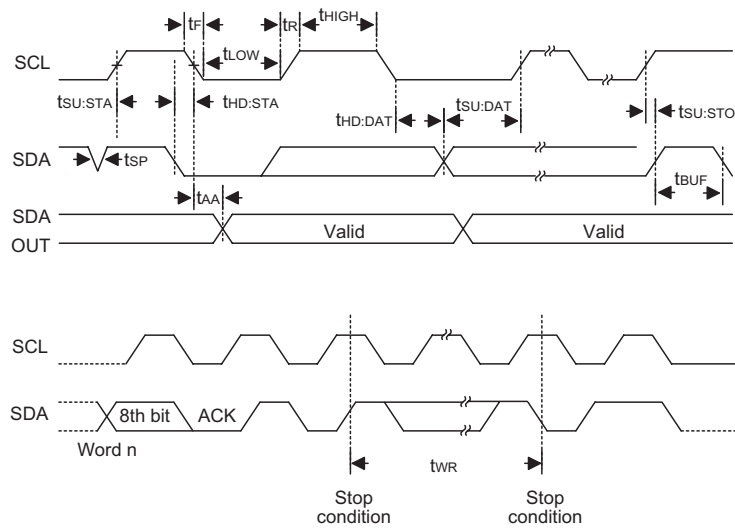 tF
tR
tHIGH
SCL
tLOW
tSU:STA
tHD:STA
tHD:DAT
tSU:DAT
tSU:STO
SDA
tSP
tBUF
tAA
SDA
OUT
Valid
Valid
SCL
SDA
8th bit
ACK
Word n
tWR
Stop
condition
Stop
condition